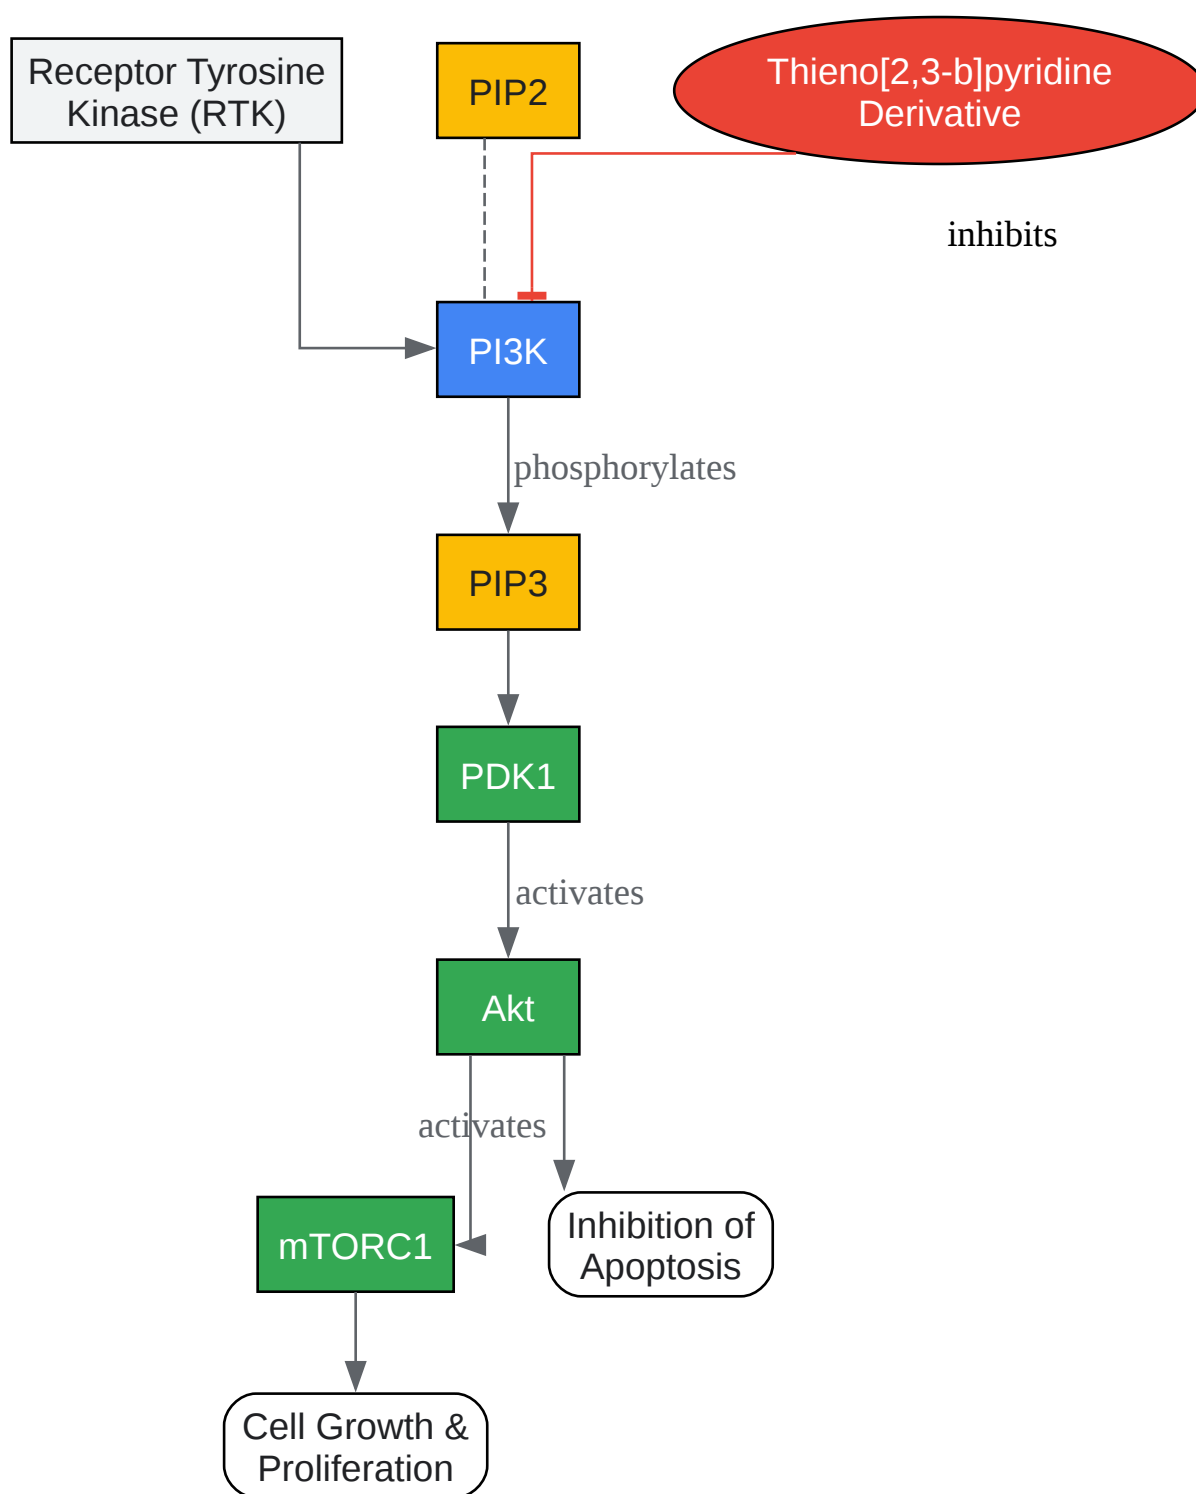 Receptor Tyrosine
Kinase (RTK)
PIP2
Thieno[2,3-b]pyridine
Derivative
inhibits
PI3K
phosphorylates
PIP3
PDK1
activates
Akt
activates
mTORC1
Inhibition of
Apoptosis
Cell Growth &
Proliferation